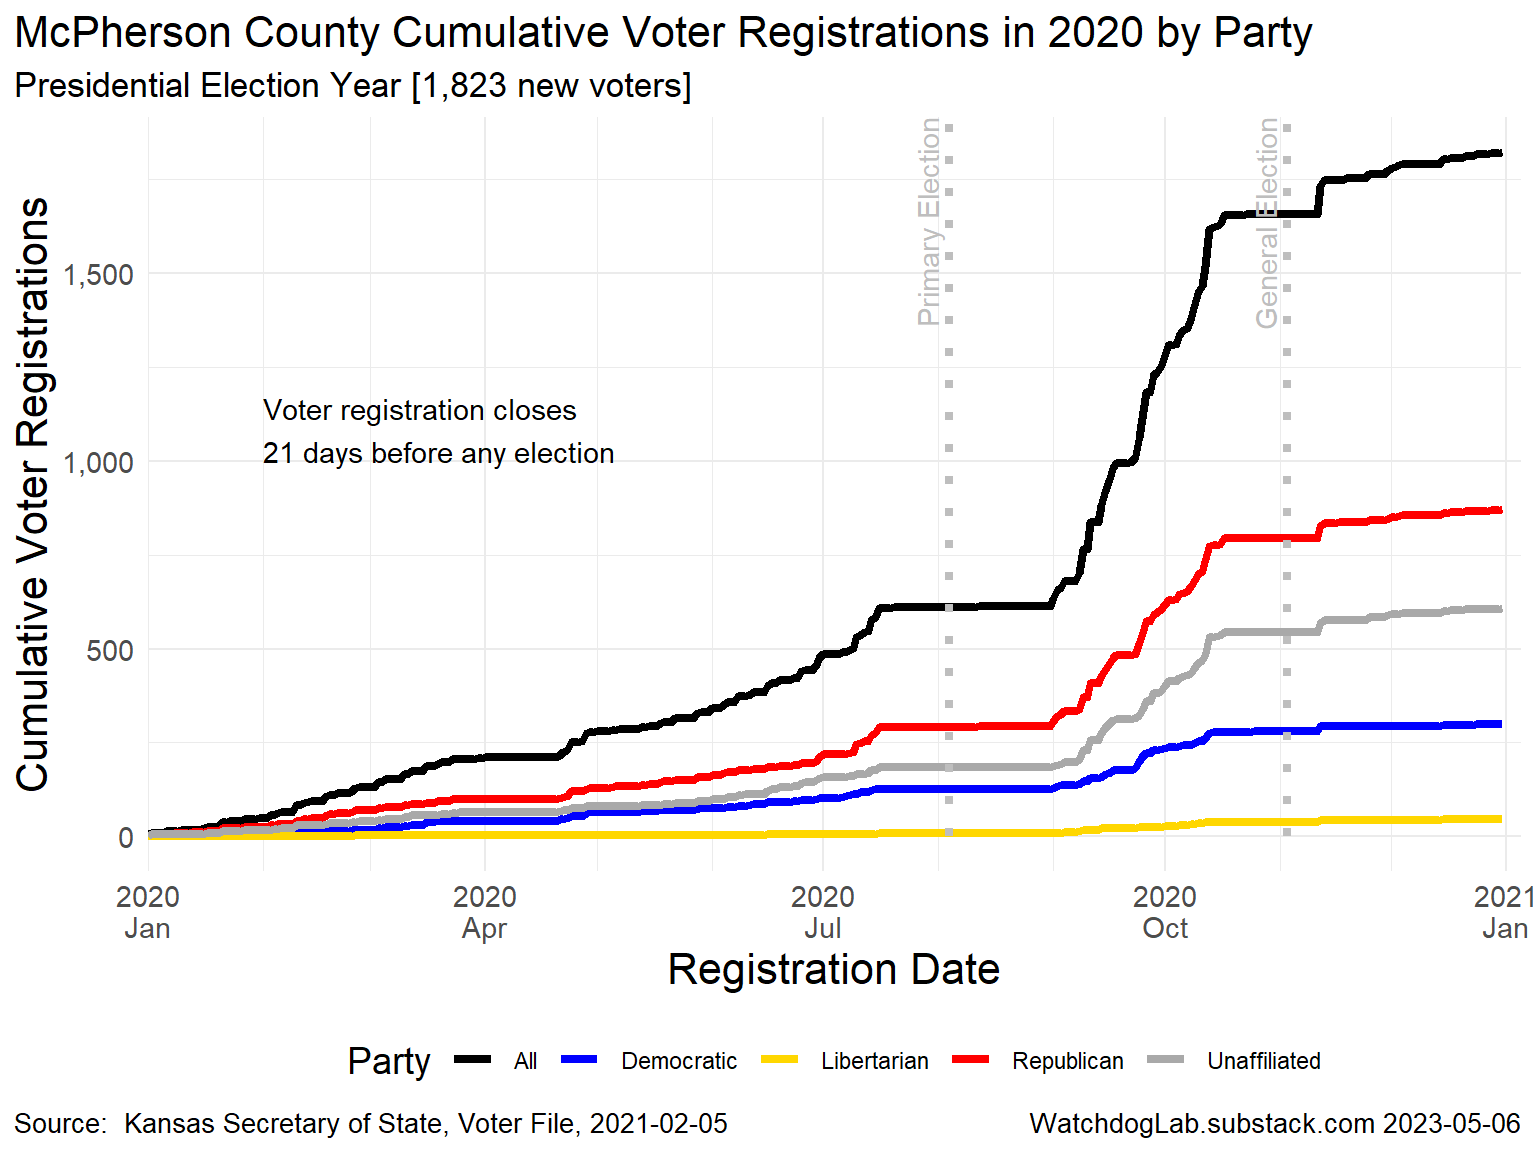 McPherson County Cumulative Voter Registrations in 2020 by Party
Presidential Election Year [1,823 new voters]
Cumulative Voter Registrations
1,500
1,000
500
0
Primary Election
General Election
Voter registration closes
21 days before any election
2020
Jan
2020
Apr
2020
Jul
2020
Oct
2021
Jan
Registration Date
Party All Democratic Libertarian Republican Unaffiliated
Source:  Kansas Secretary of State, Voter File, 2021-02-05
WatchdogLab.substack.com 2023-05-06